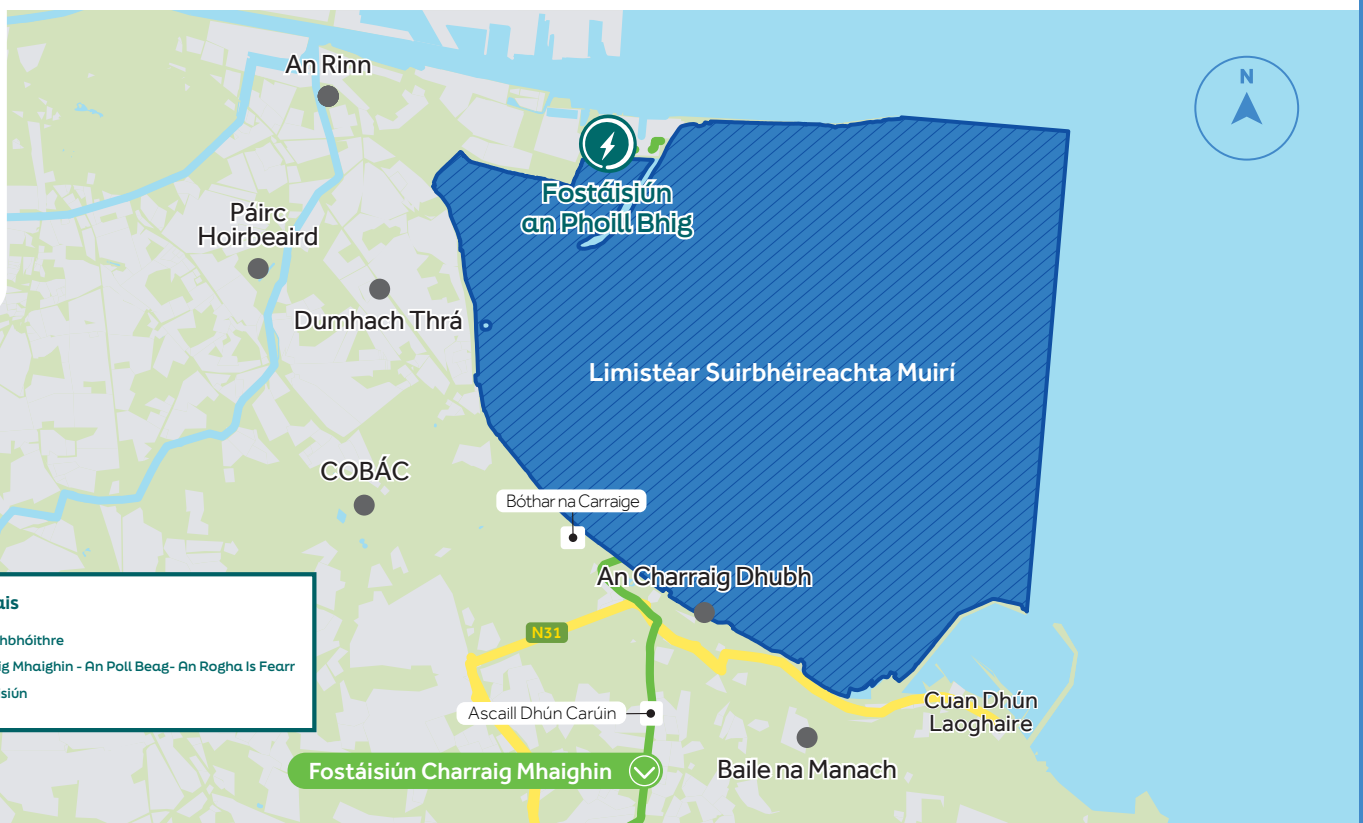 An Rinn
N
Fostáisiún
an Phoill Bhig
Páirc
Hoirbeaird
Dumhach Thrá
Limistéar Suirbhéireachta Muirí
COBÁC
Bóthar na Carraige
An Charraig Dhubh
N31
Ascaill Dhún Carúin
Cuan Dhún
Laoghaire
Fostáisiún Charraig Mhaighin
Baile na Manach
ais
hbhóithre
ig Mhaighin - An Poll Beag- An Rogha Is Fearr
siún